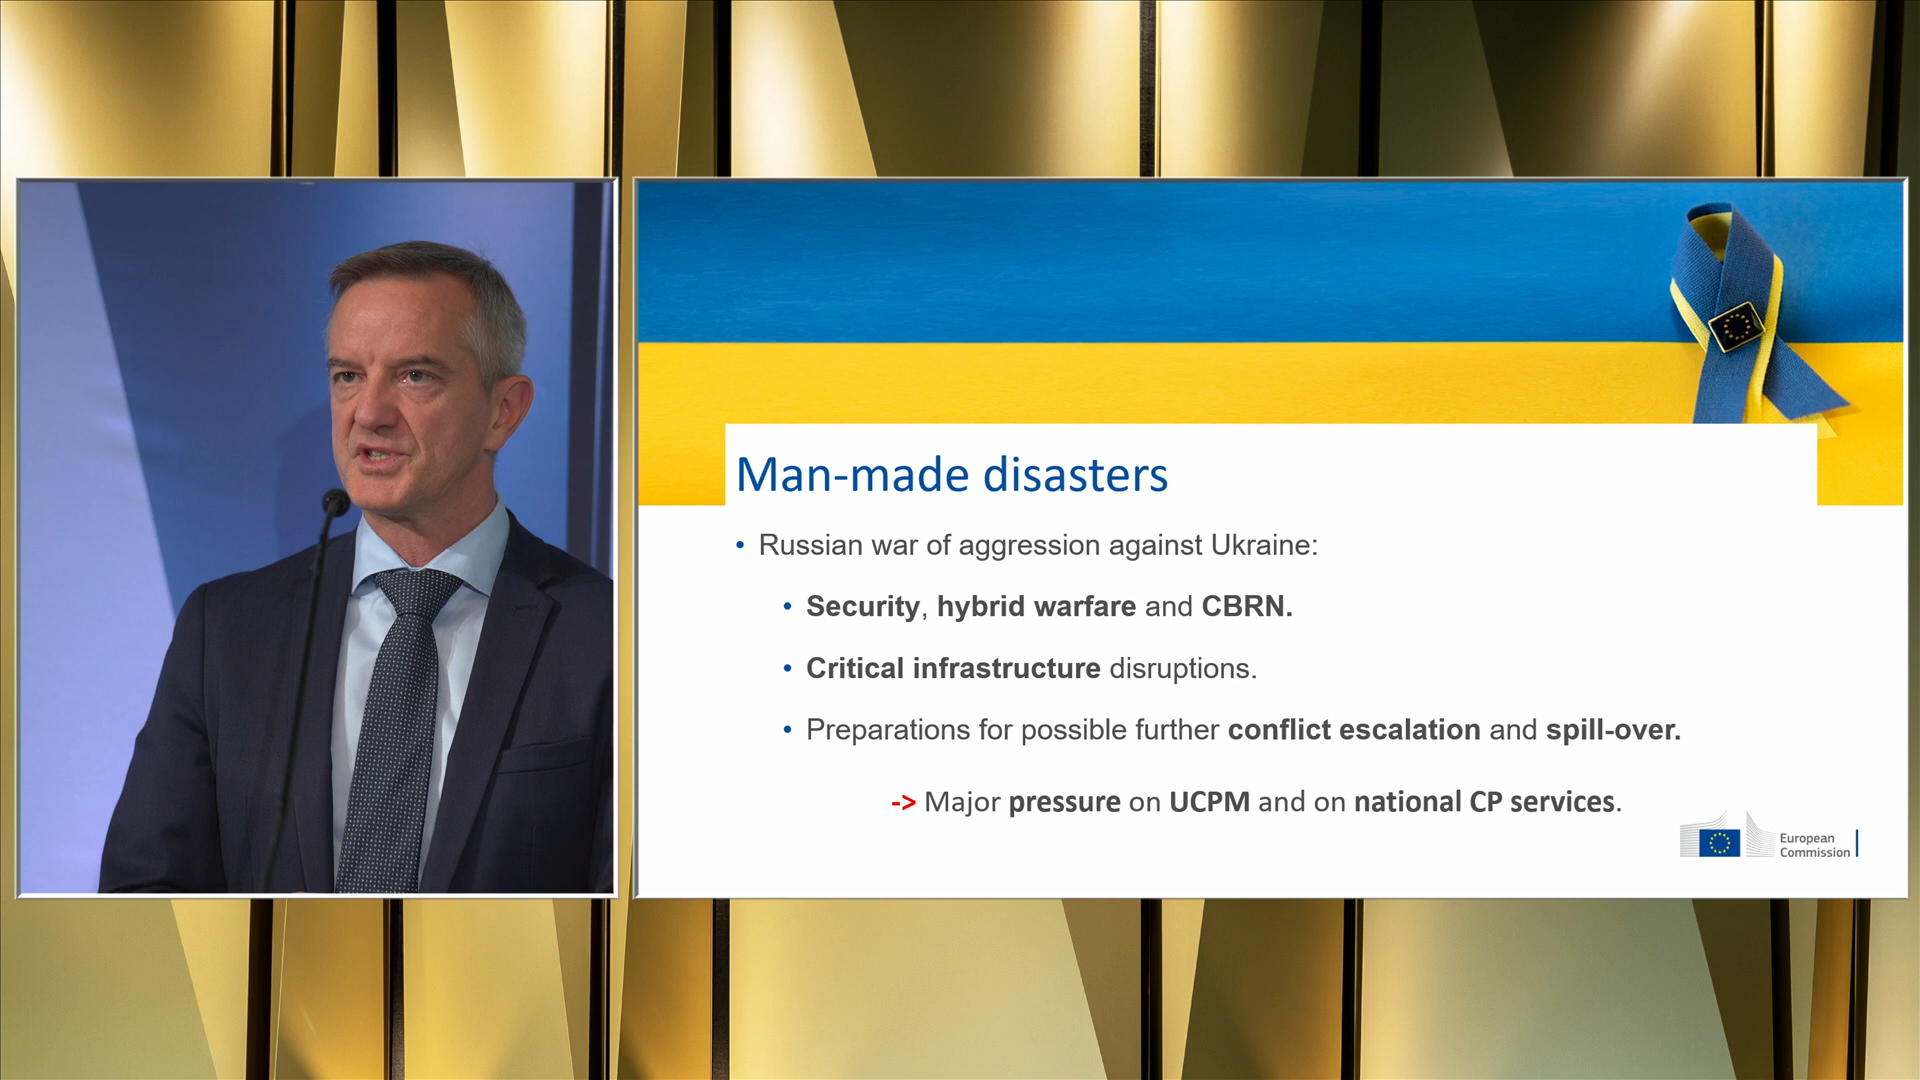 Man-made disasters
• Russian war of aggression against Ukraine:
• Security, hybrid warfare and CBRN.
• Critical infrastructure disruptions.
• Preparations for possible further conflict escalation and spill-over.
-> Major pressure on UCPM and on national CP services.
European
Commission